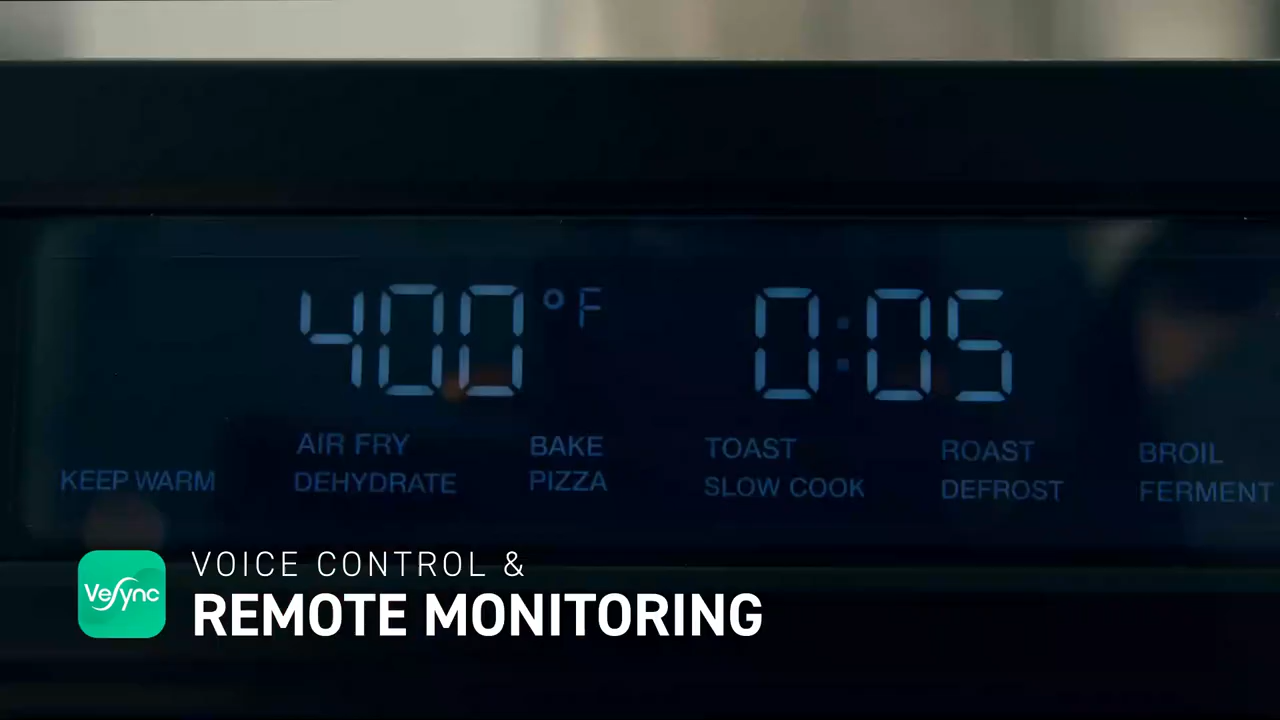 400°F 0:05
KEEP WARM
AIR FRY BAKE TOAST ROAST BROIL
DEHYDRATE PIZZA SLOW COOK DEFROST FERMENT
VeSync
VOICE CONTROL &
REMOTE MONITORING